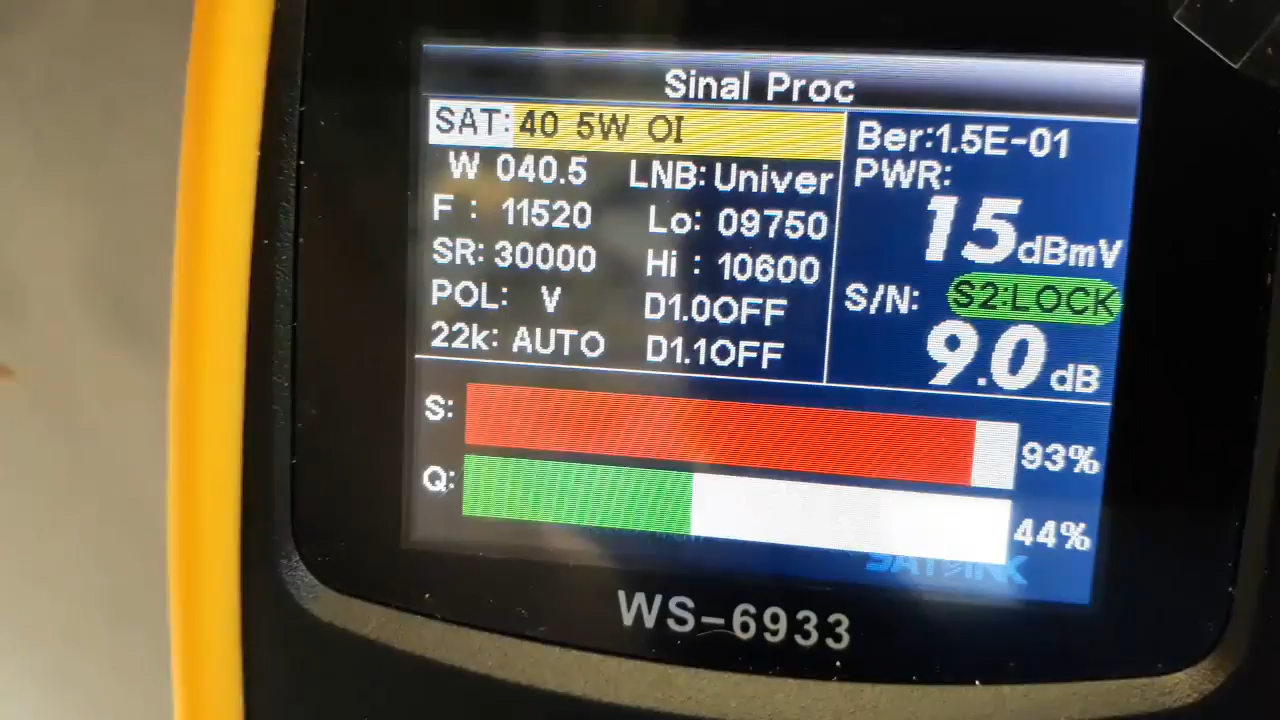 Sinal Proc
SAT: 40 5W OI
W 040.5 LNB: Univer
F : 11520 Lo: 09750
SR: 30000 Hi : 10600
POL: V D1.0OFF
22k: AUTO D1.1OFF
Ber:1.5E-01
PWR:
15dBmV
S/N: S2:LOCK
9.0 dB
S: 93%
Q: 44%
SATLINK
WS-6933